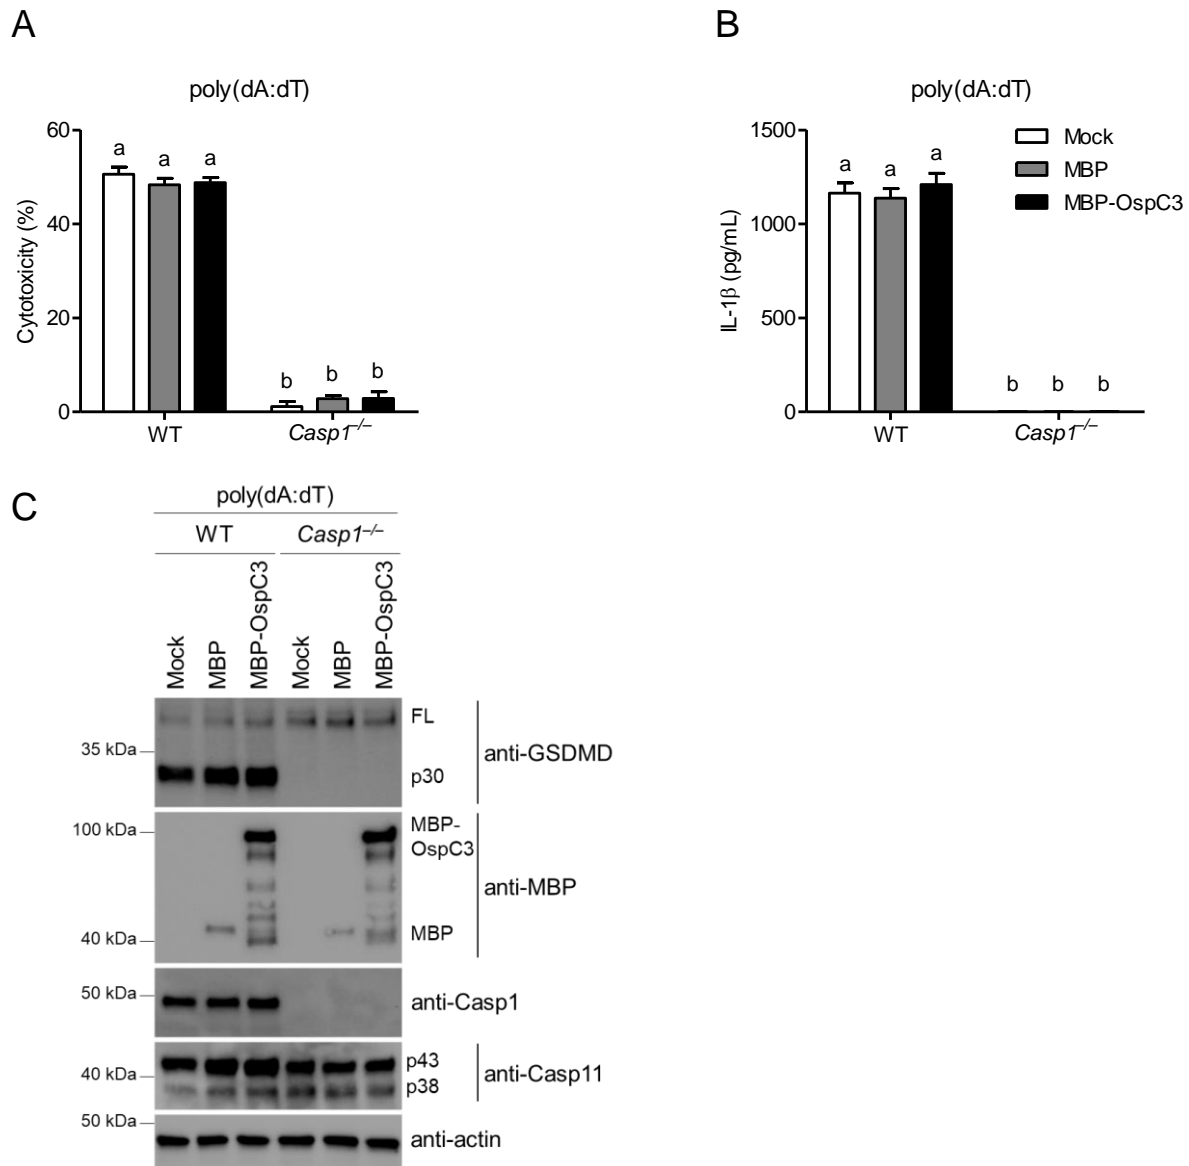 A
poly(dA:dT)
Cytotoxicity (%)
60
40
20
0
a
a
a
b
b
b
WT
Casp1–/–
B
poly(dA:dT)
IL-1β (pg/mL)
1500
1000
500
0
a
a
a
b
b
b
WT
Casp1–/–
Mock
MBP
MBP-OspC3
C
poly(dA:dT)
WT
Casp1–/–
Mock
MBP
MBP-OspC3
Mock
MBP
MBP-OspC3
FL
35 kDa
p30
anti-GSDMD
100 kDa
MBP-
OspC3
anti-MBP
40 kDa
MBP
50 kDa
anti-Casp1
p43
40 kDa
p38
anti-Casp11
50 kDa
anti-actin